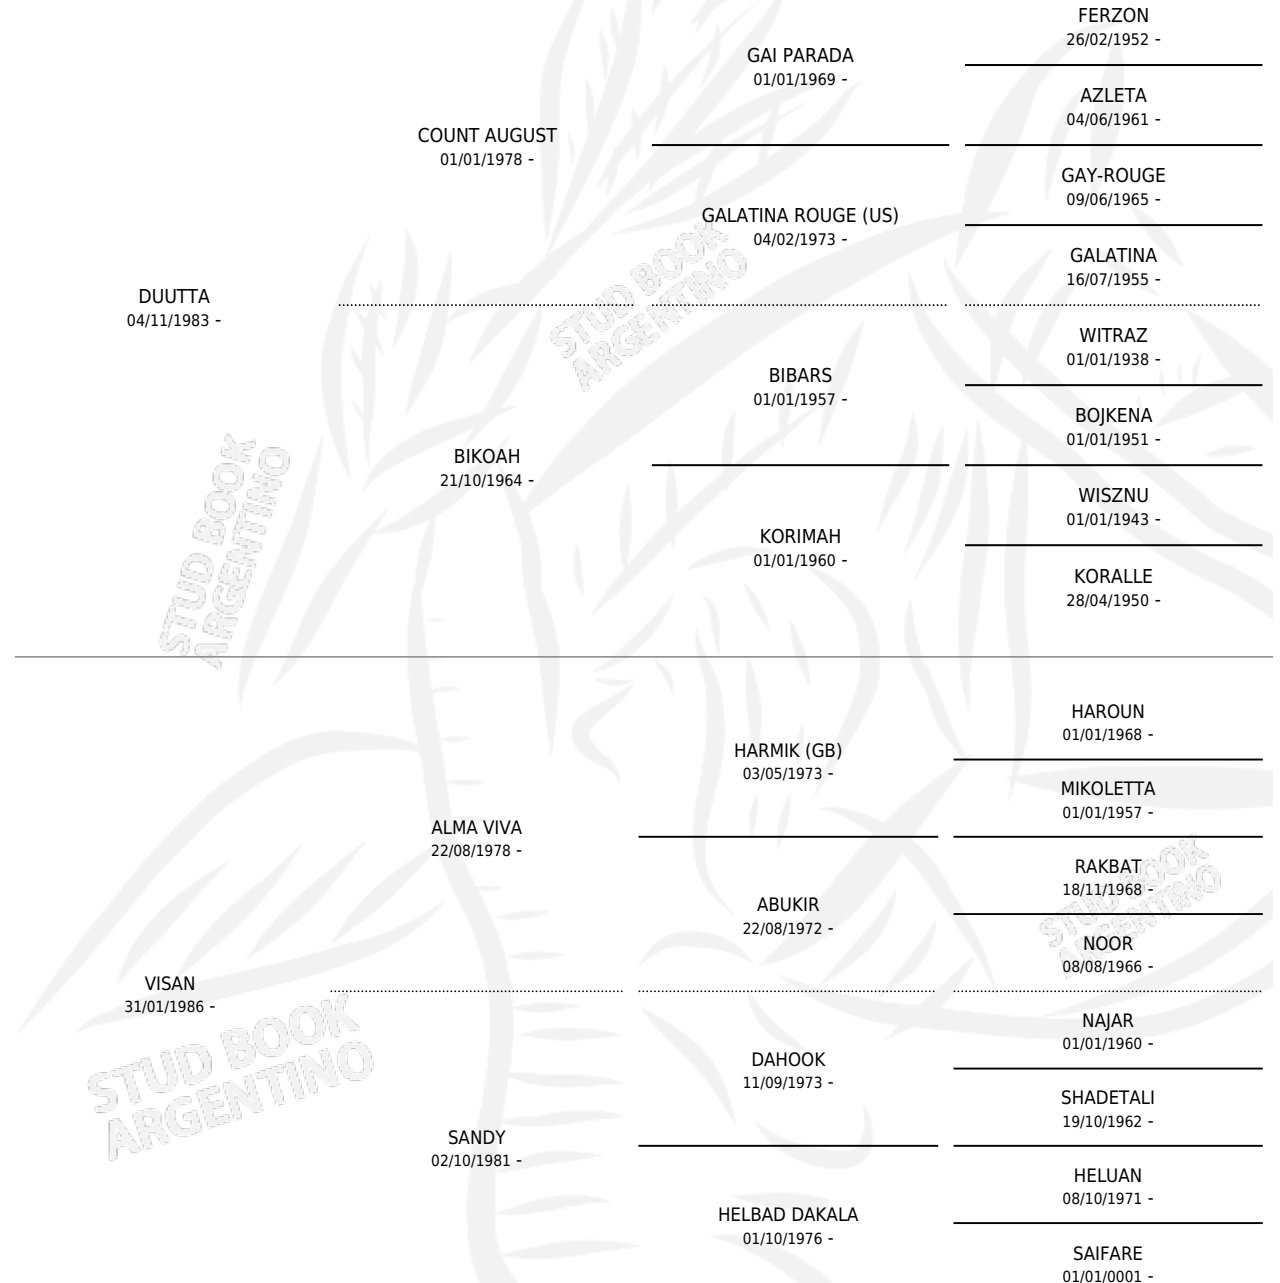 FERZON
26/02/1952 -
GAI PARADA
01/01/1969 -
AZLETA
04/06/1961 -
COUNT AUGUST
01/01/1978 -
GAY-ROUGE
09/06/1965 -
GALATINA ROUGE (US)
04/02/1973 -
GALATINA
16/07/1955 -
DUUTTA
04/11/1983 -
WITRAZ
01/01/1938 -
BIBARS
01/01/1957 -
BOJKENA
01/01/1951 -
BIKOAH
21/10/1964 -
WISZNU
01/01/1943 -
KORIMAH
01/01/1960 -
KORALLE
28/04/1950 -
HAROUN
01/01/1968 -
HARMIK (GB)
03/05/1973 -
MIKOLETTA
01/01/1957 -
ALMA VIVA
22/08/1978 -
RAKBAT
18/11/1968 -
ABUKIR
22/08/1972 -
NOOR
08/08/1966 -
VISAN
31/01/1986 -
NAJAR
01/01/1960 -
DAHOOK
11/09/1973 -
SHADETALI
19/10/1962 -
SANDY
02/10/1981 -
HELUAN
08/10/1971 -
HELBAD DAKALA
01/10/1976 -
SAIFARE
01/01/0001 -
STUD BOOK
ARGENTINO
STUD BOOK
ARGENTINO
STUD BOOK
ARGENTINO
STUD BOOK
ARGENTINO